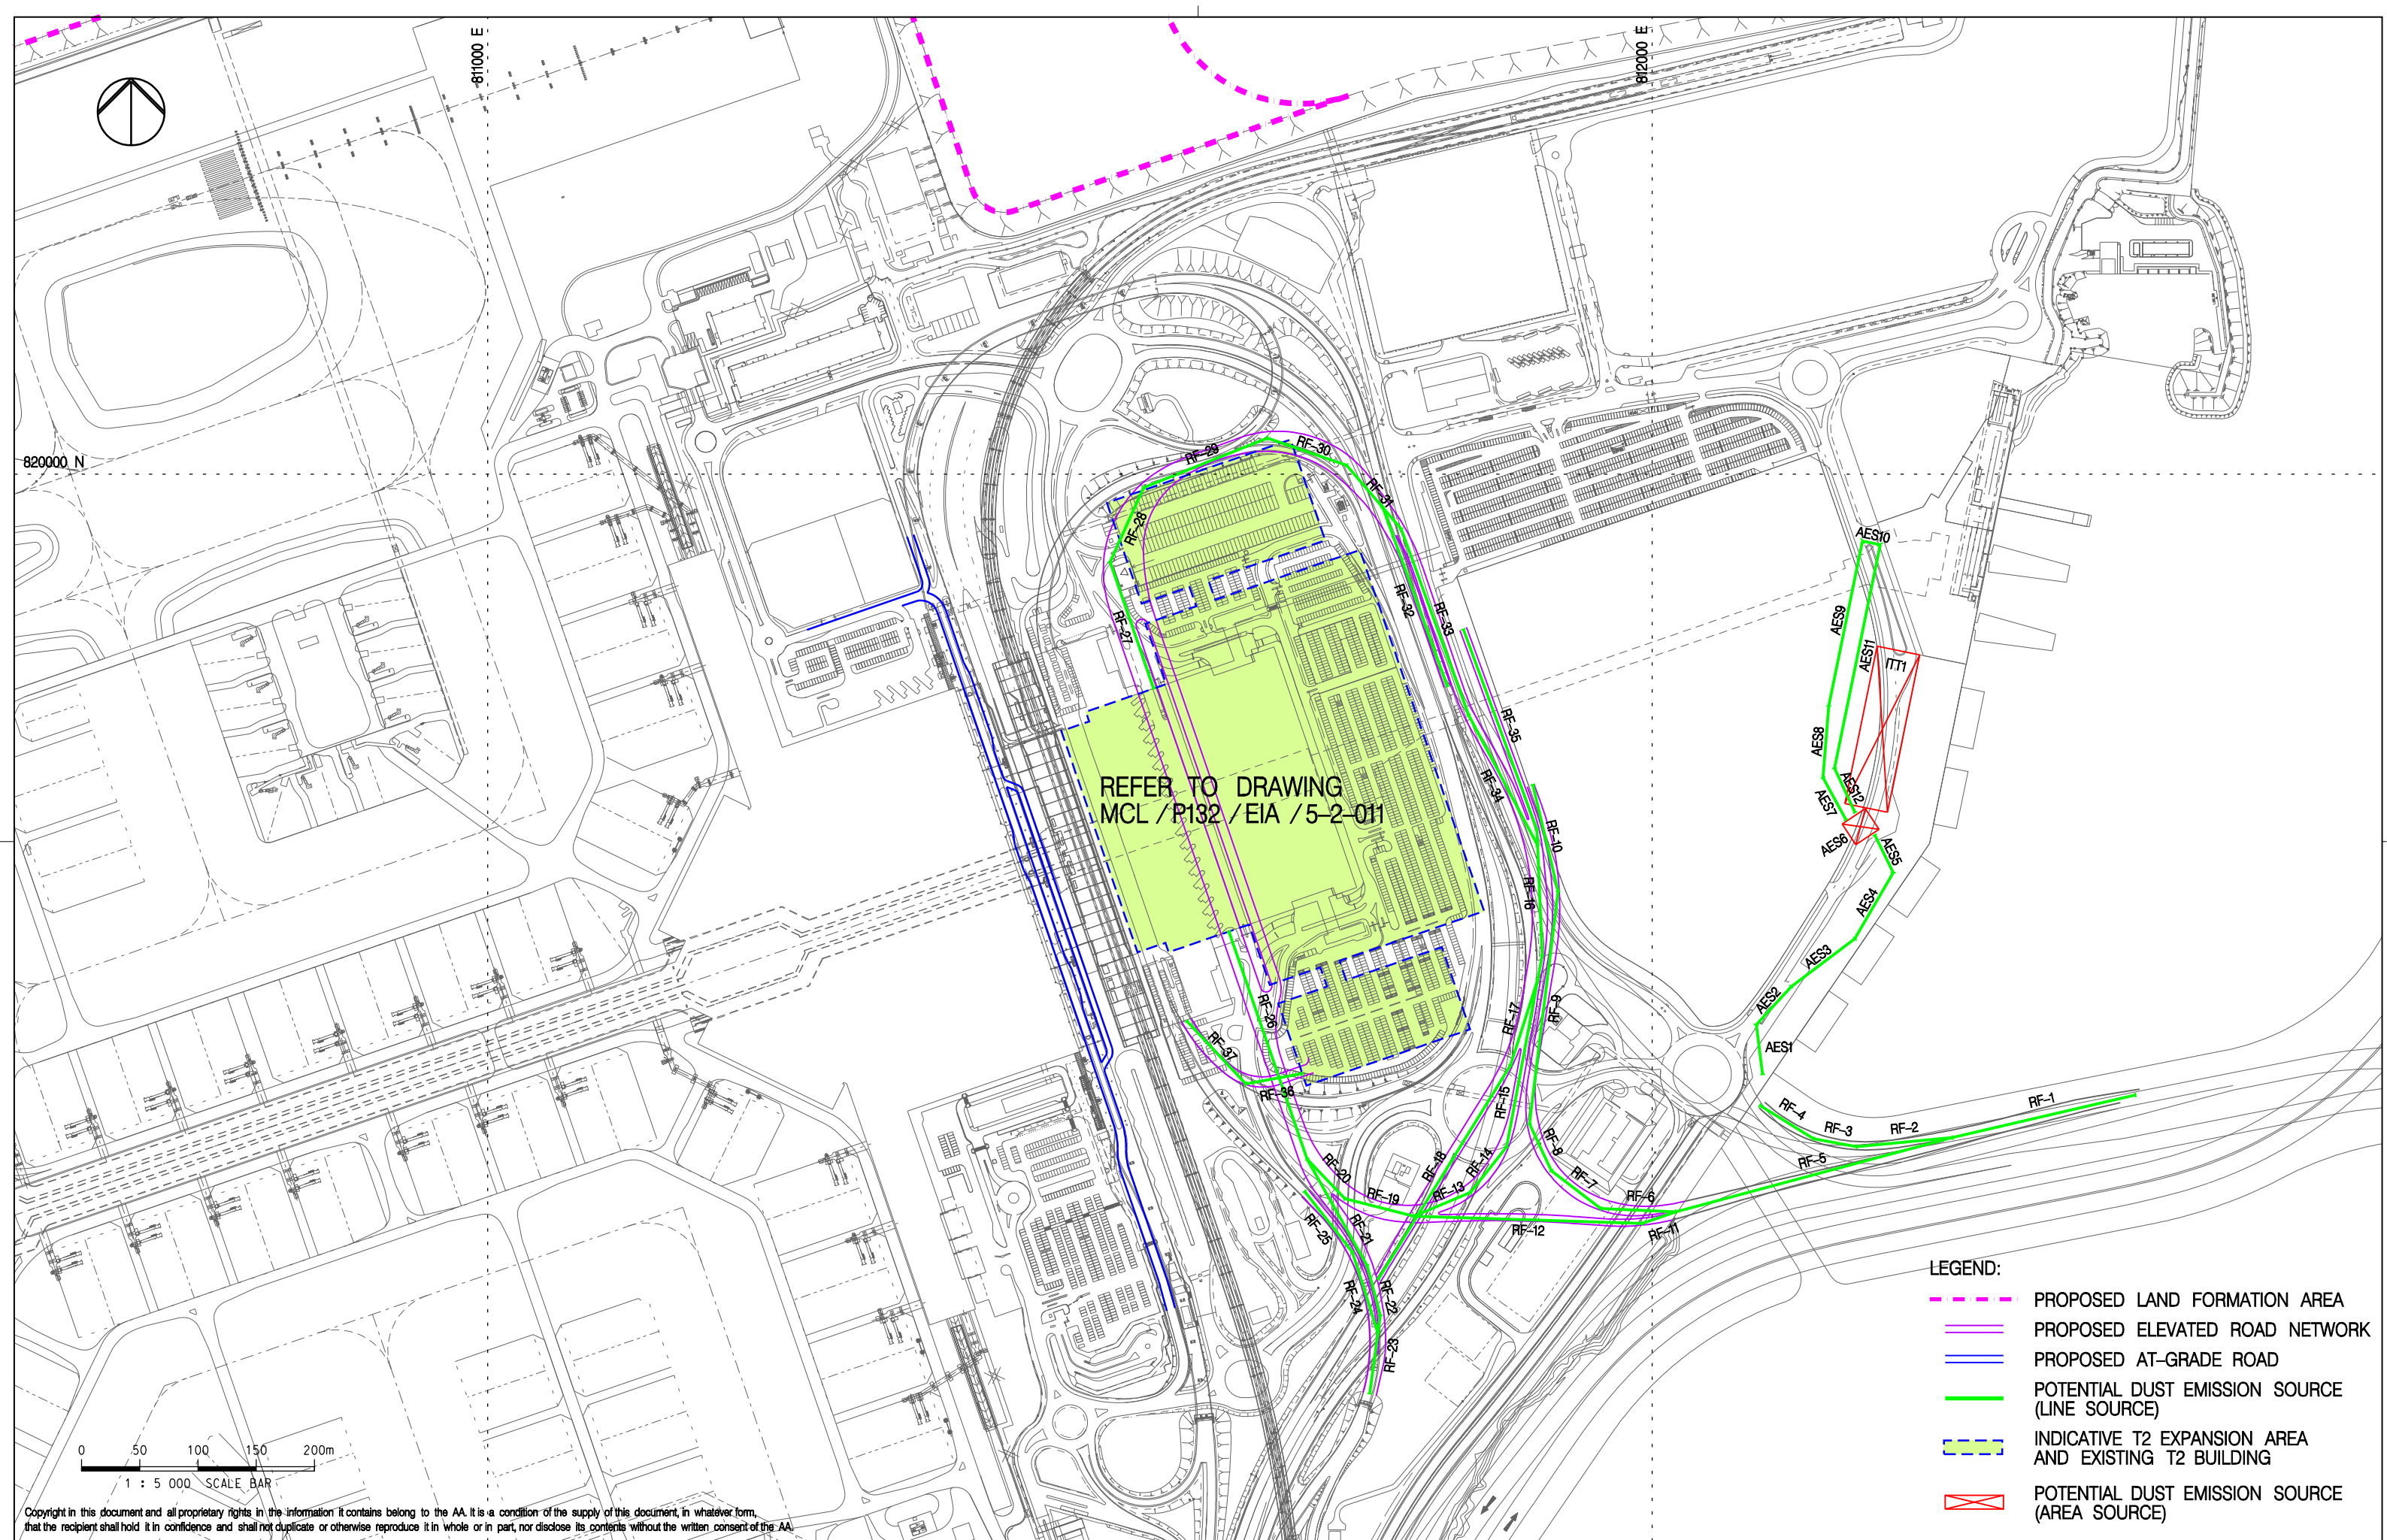 811000 E
812000 E
820000 N
RF-29
RF-30
RF-31
RF-28
RF-27
RF-32
RF-33
RF-35
RF-34
RF-10
RF-16
RF-9
RF-17
RF-26
RF-37
RF-36
RF-15
RF-14
RF-18
RF-13
RF-20
RF-19
RF-8
RF-7
RF-6
RF-11
RF-12
RF-25
RF-21
RF-24
RF-22
RF-23
RF-4
RF-3
RF-2
RF-1
RF-5
AES10
AES9
AES11
ITT1
AES8
AES12
AES7
AES6
AES5
AES4
AES3
AES2
AES1
REFER TO DRAWING
MCL /P132 /EIA /5-2-011
LEGEND:
PROPOSED LAND FORMATION AREA
PROPOSED ELEVATED ROAD NETWORK
PROPOSED AT-GRADE ROAD
POTENTIAL DUST EMISSION SOURCE
(LINE SOURCE)
INDICATIVE T2 EXPANSION AREA
AND EXISTING T2 BUILDING
POTENTIAL DUST EMISSION SOURCE
(AREA SOURCE)
0 50 100 150 200m
1 : 5 000 SCALE BAR
Copyright in this document and all proprietary rights in the information it contains belong to the AA. It is a condition of the supply of this document, in whatever form,
that the recipient shall hold it in confidence and shall not duplicate or otherwise reproduce it in whole or in part, nor disclose its contents without the written consent of the AA.